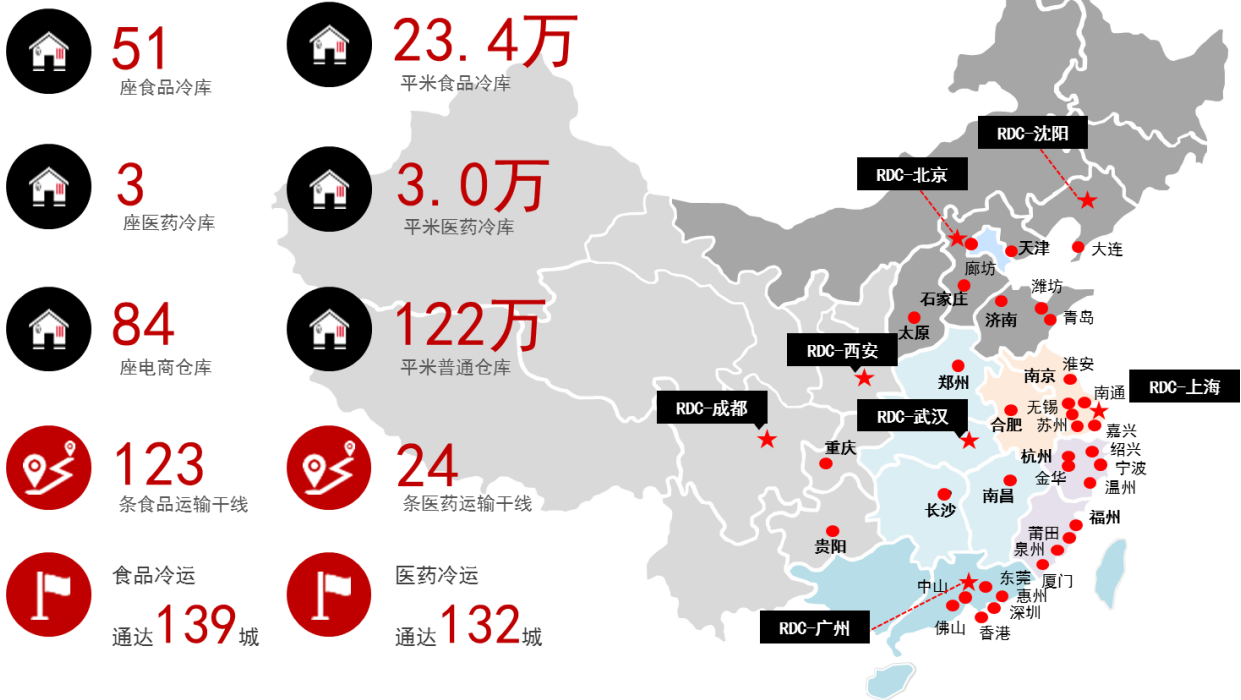 51
座食品冷库
23.4万
平米食品冷库
3
座医药冷库
3.0万
平米医药冷库
84
座电商仓库
122万
平米普通仓库
123
条食品运输干线
24
条医药运输干线
食品冷运
通达139城
医药冷运
通达132城
RDC-沈阳
RDC-北京
天津
大连
廊坊
石家庄
潍坊
济南
青岛
太原
RDC-西安
郑州
南京
淮安
RDC-上海
南通
无锡
RDC-成都
RDC-武汉
合肥
苏州
嘉兴
重庆
杭州
绍兴
宁波
金华
温州
南昌
长沙
福州
莆田
贵阳
泉州
厦门
中山
东莞
惠州
深圳
RDC-广州
佛山
香港